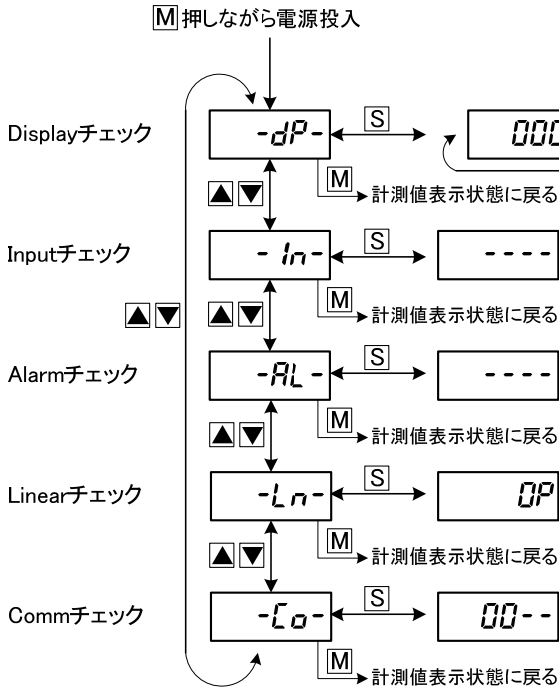 M 押しながら電源投入
Displayチェック -dP- S 000
M 計測値表示状態に戻る
▲ ▼
Inputチェック -In- S ----
M 計測値表示状態に戻る
▲ ▼ ▲ ▼
Alarmチェック -AL- S ----
M 計測値表示状態に戻る
▲ ▼
Linearチェック -Ln- S OP
M 計測値表示状態に戻る
▲ ▼
Commチェック -Co- S 00--
M 計測値表示状態に戻る